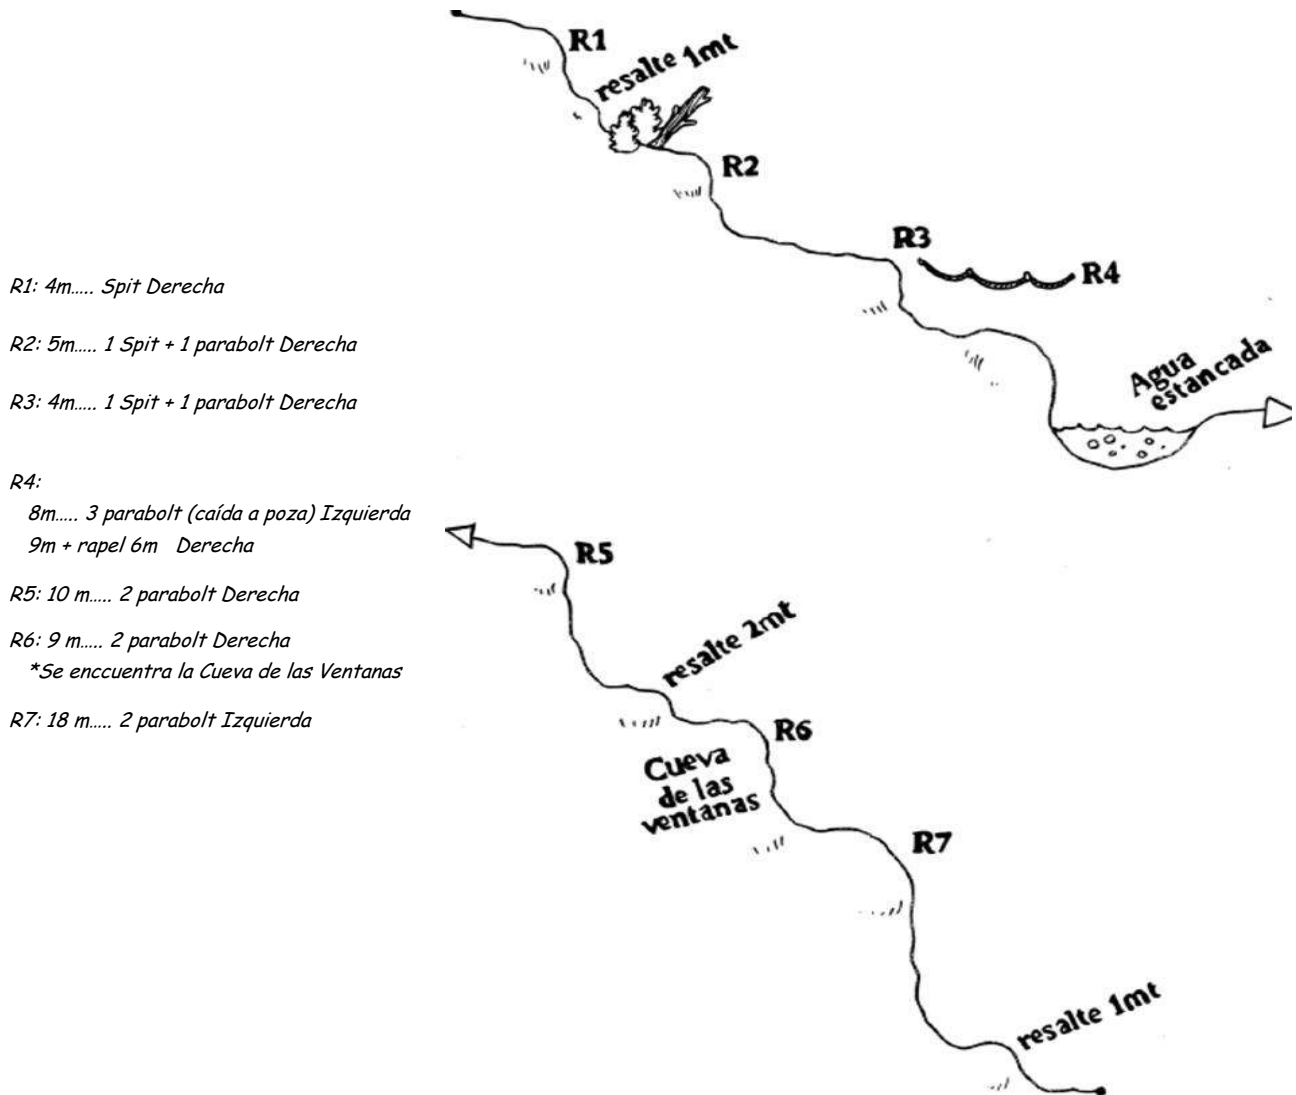 R1: 4m..... Spit Derecha
R2: 5m..... 1 Spit + 1 parabolt Derecha
R3: 4m..... 1 Spit + 1 parabolt Derecha
R4:
8m..... 3 parabolt (caída a poza) Izquierda
9m + rapel 6m Derecha
R5: 10 m..... 2 parabolt Derecha
R6: 9 m..... 2 parabolt Derecha
*Se enccuentra la Cueva de las Ventanas
R7: 18 m..... 2 parabolt Izquierda
R1
resalte 1mt
R2
R3
R4
Agua
estancada
R5
resalte 2mt
R6
Cueva
de las
ventanas
R7
resalte 1mt